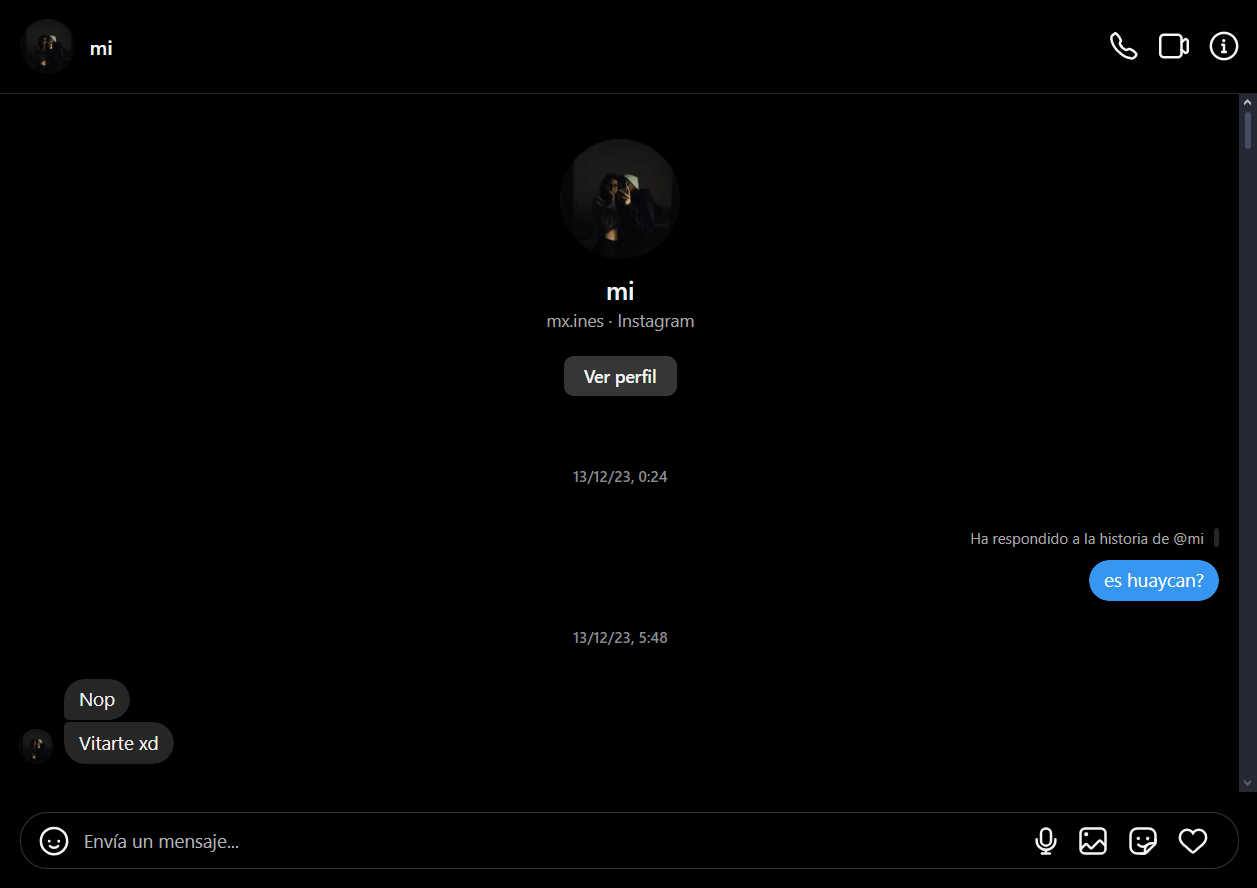 mi
mi
mx.ines · Instagram
Ver perfil
13/12/23, 0:24
Ha respondido a la historia de @mi
es huaycan?
13/12/23, 5:48
Nop
Vitarte xd
Envía un mensaje...